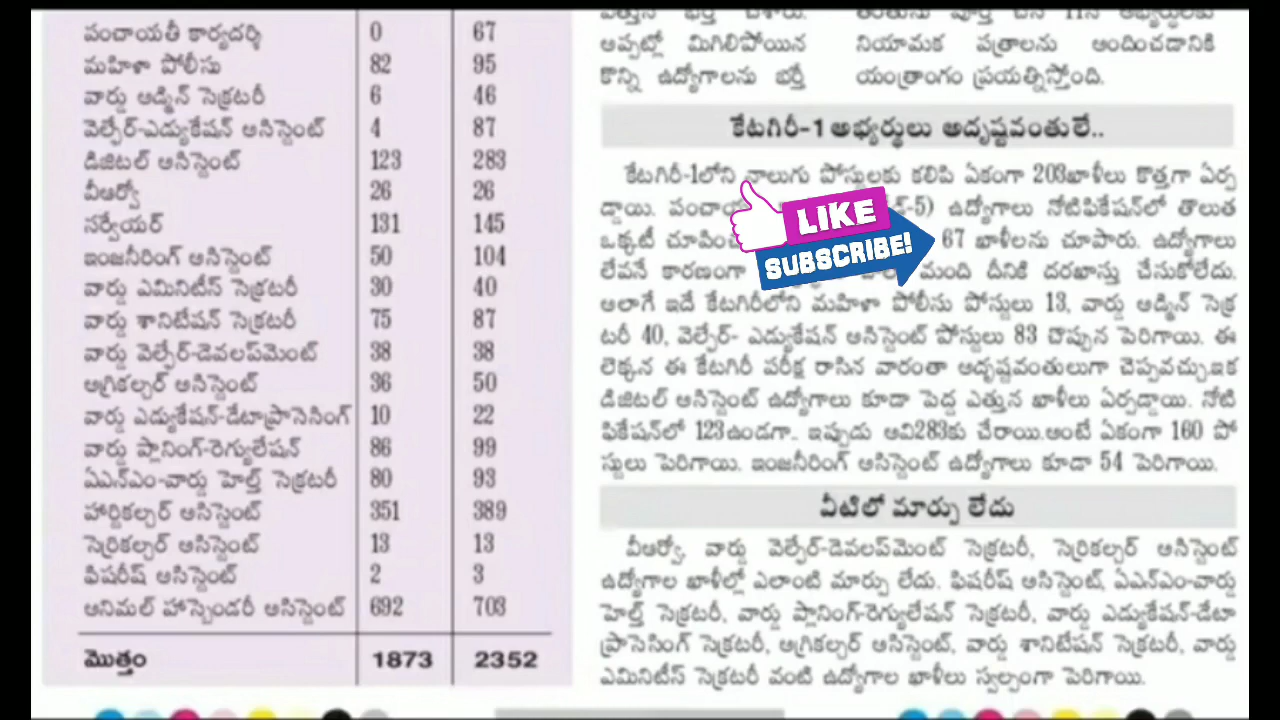 పంచాయతీ కార్యదర్శి 0 67
మహిళా పోలీసు 82 95
వార్డు ఆడ్మిన్ సెక్రటరీ 6 46
వెల్ఫేర్-ఎడ్యుకేషన్ అసిస్టెంట్ 4 87
డిజిటల్ అసిస్టెంట్ 123 283
వీఆర్వో 26 26
సర్వేయర్ 131 145
ఇంజనీరింగ్ అసిస్టెంట్ 50 104
వార్డు ఎమినిటీస్ సెక్రటరీ 30 40
వార్డు శానిటేషన్ సెక్రటరీ 75 87
వార్డు వెల్ఫేర్-డెవలప్‌మెంట్ 38 38
అగ్రికల్చర్ అసిస్టెంట్ 36 50
వార్డు ఎడ్యుకేషన్-డేటాప్రాసెసింగ్ 10 22
వార్డు ప్లానింగ్-రెగ్యులేషన్ 86 99
ఏఎన్ఎం-వార్డు హెల్త్ సెక్రటరీ 80 93
హార్టికల్చర్ అసిస్టెంట్ 351 389
సెర్రికల్చర్ అసిస్టెంట్ 13 13
ఫిషరీష్ అసిస్టెంట్ 2 3
ఆనిమల్ హాస్బెండరీ అసిస్టెంట్ 692 703
మొత్తం 1873 2352
అప్పట్లో మిగిలిపోయిన
కొన్ని ఉద్యోగాలను భర్తీ
నియామక పత్రాలను అందించడానికి
యంత్రాంగం ప్రయత్నిస్తోంది.
కేటగిరీ-1 అభ్యర్థులు అదృష్టవంతులే..
కేటగిరీ-1లోని నాలుగు పోస్టులకు కలిపి ఏకంగా 203ఖాళీలు కొత్తగా ఏర్ప
డ్డాయి. -5) ఉద్యోగాలు నోటిఫికేషన్‌లో తొలుత
ఒక్కటీ 67 ఖాళీలను చూపారు. ఉద్యోగాలు
లేవనే కారణంగా మంది దీనికి దరఖాస్తు చేసుకోలేదు.
అలాగే ఇదే కేటగిరీలోని మహిళా పోలీసు పోస్టులు 13, వార్డు ఆడ్మిన్ సెక్ర
టరీ 40, వెల్ఫేర్- ఎడ్యుకేషన్ అసిస్టెంట్ పోస్టులు 83 చొప్పున పెరిగాయి. ఈ
లెక్కన ఈ కేటగిరీ పరీక్ష రాసిన వారంతా అదృష్టవంతులుగా చెప్పవచ్చు.ఇక
డిజిటల్ అసిస్టెంట్ ఉద్యోగాలు కూడా పెద్ద ఎత్తున ఖాళీలు ఏర్పడ్డాయి. నోటి
ఫికేషన్‌లో 123ఉండగా.. ఇప్పుడు అవి283కు చేరాయి.అంటే ఏకంగా 160 పో
స్టులు పెరిగాయి. ఇంజనీరింగ్ అసిస్టెంట్ ఉద్యోగాలు కూడా 54 పెరిగాయి.
LIKE
SUBSCRIBE!
వీటిలో మార్పు లేదు
వీఆర్వో, వార్డు వెల్ఫేర్-డెవలప్‌మెంట్ సెక్రటరీ, సెర్రికల్చర్ అసిస్టెంట్
ఉద్యోగాల ఖాళీల్లో ఎలాంటి మార్పు లేదు. ఫిషరీష్ అసిస్టెంట్, ఏఎన్ఎం-వార్డు
హెల్త్ సెక్రటరీ, వార్డు ప్లానింగ్-రెగ్యులేషన్ సెక్రటరీ, వార్డు ఎడ్యుకేషన్-డేటా
ప్రాసెసింగ్ సెక్రటరీ, అగ్రికల్చర్ అసిస్టెంట్, వార్డు శానిటేషన్ సెక్రటరీ, వార్డు
ఎమినిటీస్ సెక్రటరీ వంటి ఉద్యోగాల ఖాళీలు స్వల్పంగా పెరిగాయి.